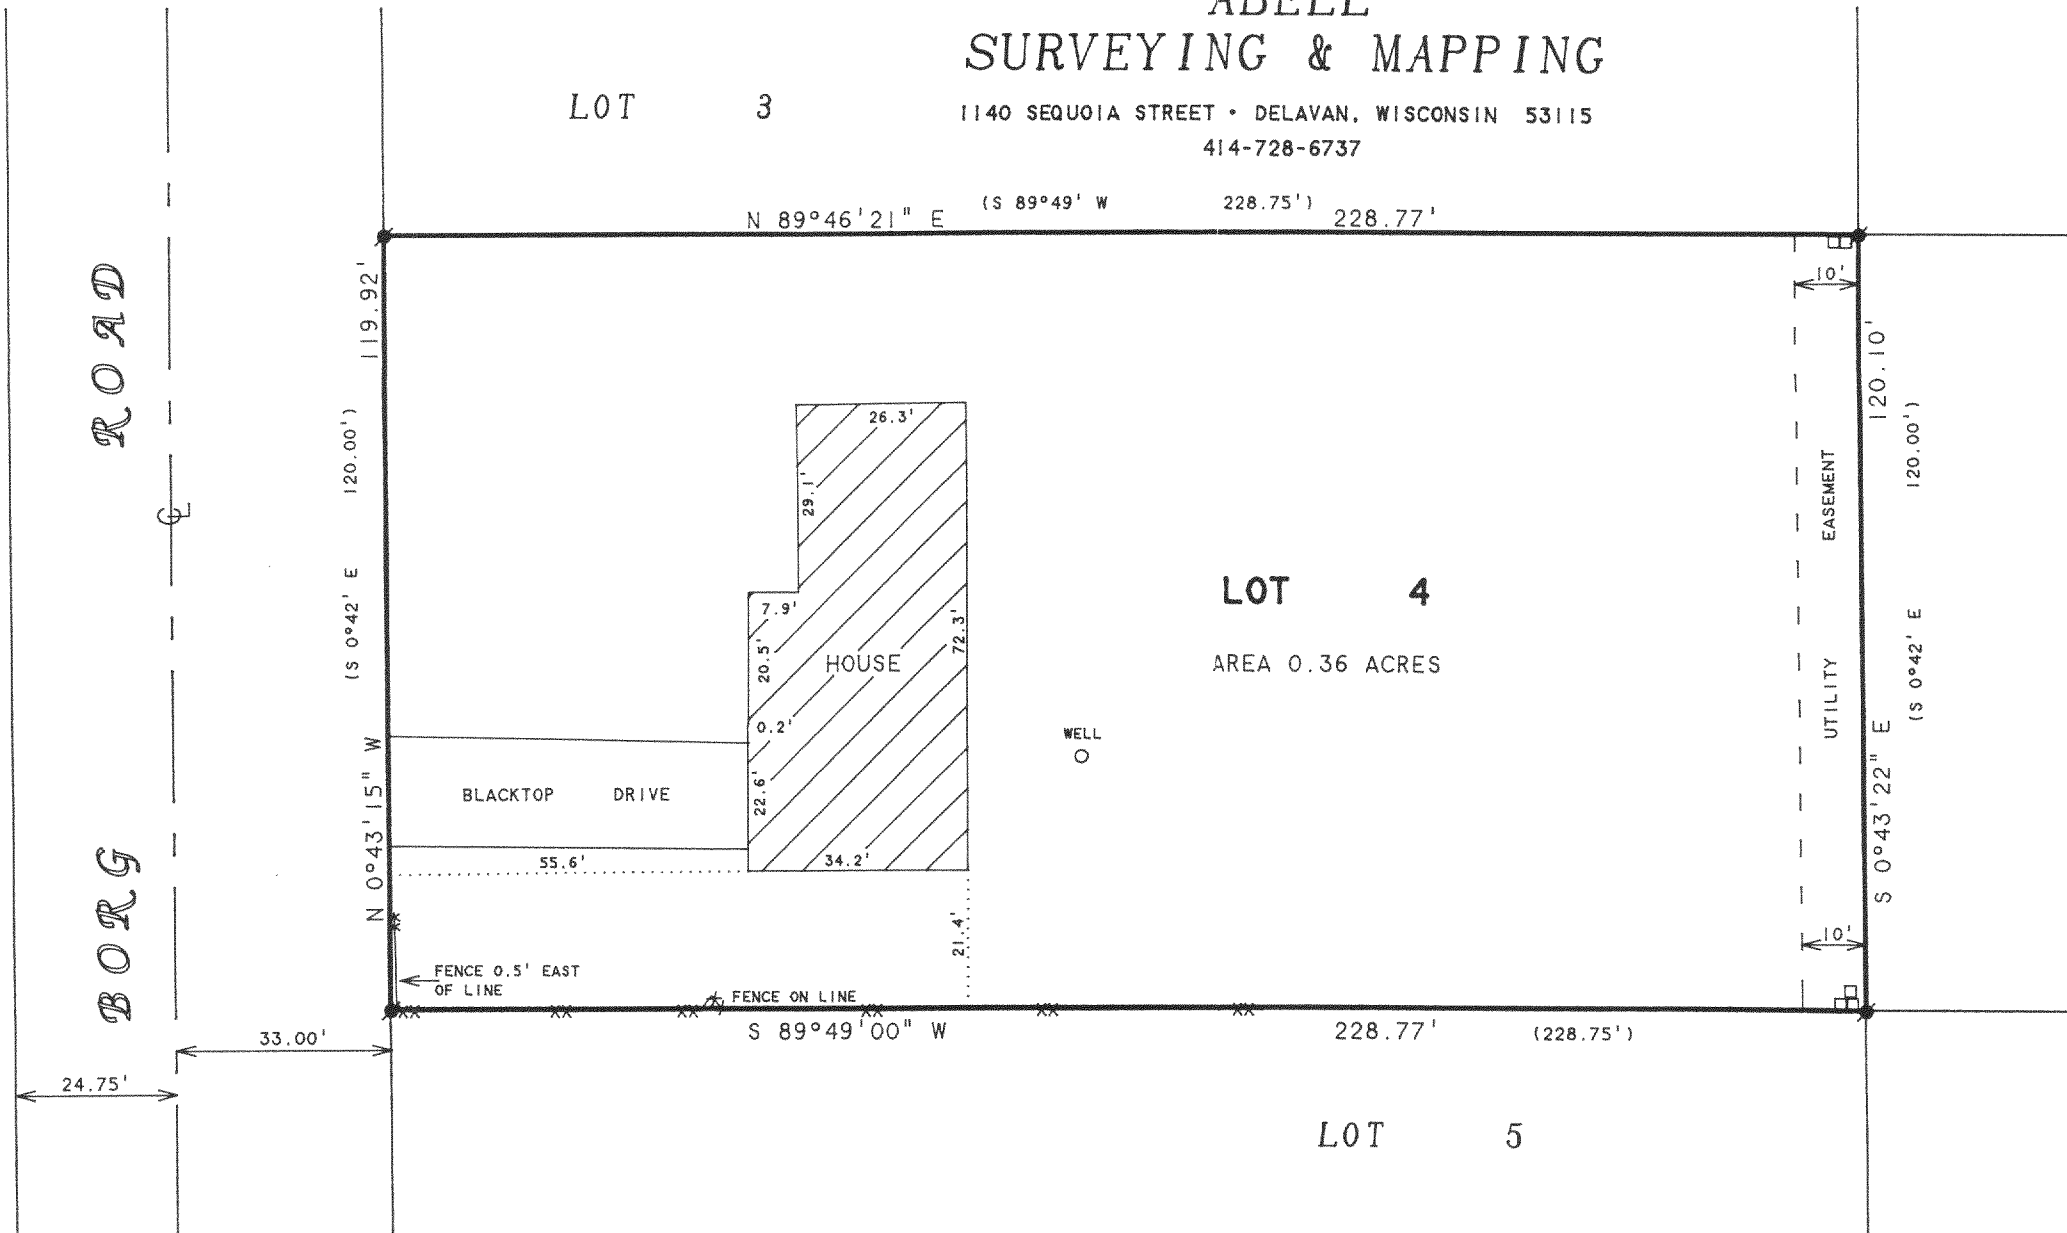 ABELL
SURVEYING & MAPPING
1140 SEQUOIA STREET • DELAVAN, WISCONSIN 53115
414-728-6737
LOT 3
(S 89°49' W 228.75')
N 89°46'21" E 228.77'
119.92'
(S 0°42' E 120.00')
N 0°43'15" W
BORG ROAD
℄
10'
120.10'
(S 0°42' E 120.00')
S 0°43'22" E
UTILITY EASEMENT
26.3'
29.1'
7.9'
20.5'
HOUSE
72.3'
0.2'
22.6'
34.2'
LOT 4
AREA 0.36 ACRES
WELL
BLACKTOP DRIVE
55.6'
21.4'
10'
FENCE 0.5' EAST
OF LINE
FENCE ON LINE
S 89°49'00" W 228.77' (228.75')
33.00'
24.75'
LOT 5